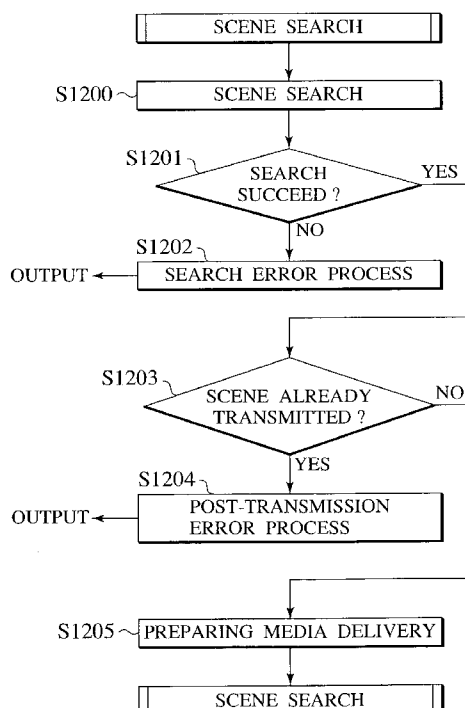 SCENE SEARCH
S1200
SCENE SEARCH
S1201
SEARCH
SUCCEED ?
YES
NO
S1202
OUTPUT
SEARCH ERROR PROCESS
S1203
SCENE ALREADY
TRANSMITTED ?
NO
YES
S1204
OUTPUT
POST-TRANSMISSION
ERROR PROCESS
S1205
PREPARING MEDIA DELIVERY
SCENE SEARCH